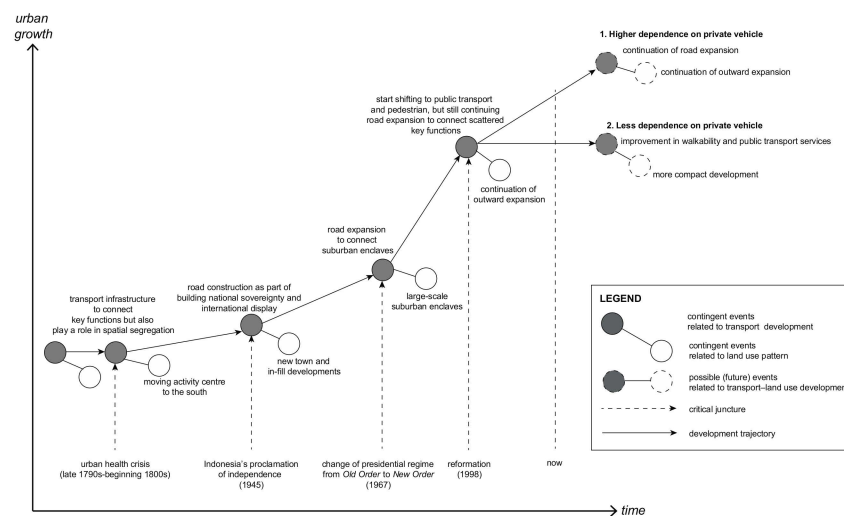 urban
growth
1. Higher dependence on private vehicle
continuation of road expansion
continuation of outward expansion
start shifting to public transport
and pedestrian, but still continuing
road expansion to connect scattered
key functions
2. Less dependence on private vehicle
improvement in walkability and public transport services
more compact development
continuation of
outward expansion
road expansion
to connect
suburban enclaves
large-scale
suburban enclaves
road construction as part of
building national sovereignty and
international display
new town and
in-fill developments
transport infrastructure
to connect
key functions but also
play a role in spatial segregation
moving activity centre
to the south
LEGEND
contingent events
related to transport development
contingent events
related to land use pattern
possible (future) events
related to transport–land use developmen
critical juncture
development trajectory
urban health crisis
(late 1790s-beginning 1800s)
Indonesia's proclamation
of independence
(1945)
change of presidential regime
from Old Order to New Order
(1967)
reformation
(1998)
now
time